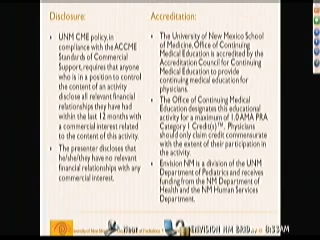 Disclosure:
• UNM CME policy, in
compliance with the ACCME
Standards of Commercial
Support, requires that anyone
who is in a position to control
the content of an activity
disclose all relevant financial
relationships they have had
within the last 12 months with
a commercial interest related
to the content of this activity.
• The presenter discloses that
he/she/they have no relevant
financial relationships with any
commercial interest.
Accreditation:
• The University of New Mexico School
of Medicine, Office of Continuing
Medical Education is accredited by the
Accreditation Council for Continuing
Medical Education to provide
continuing medical education for
physicians.
• The Office of Continuing Medical
Education designates this educational
activity for a maximum of 1.0 AMA PRA
Category 1 Credit(s)™. Physicians
should only claim credit commensurate
with the extent of their participation in
the activity.
• Envision NM is a division of the UNM
Department of Pediatrics and receives
funding from the NM Department of
Health and the NM Human Services
Department.
ENVISION NM BRIDGE 8:33AM